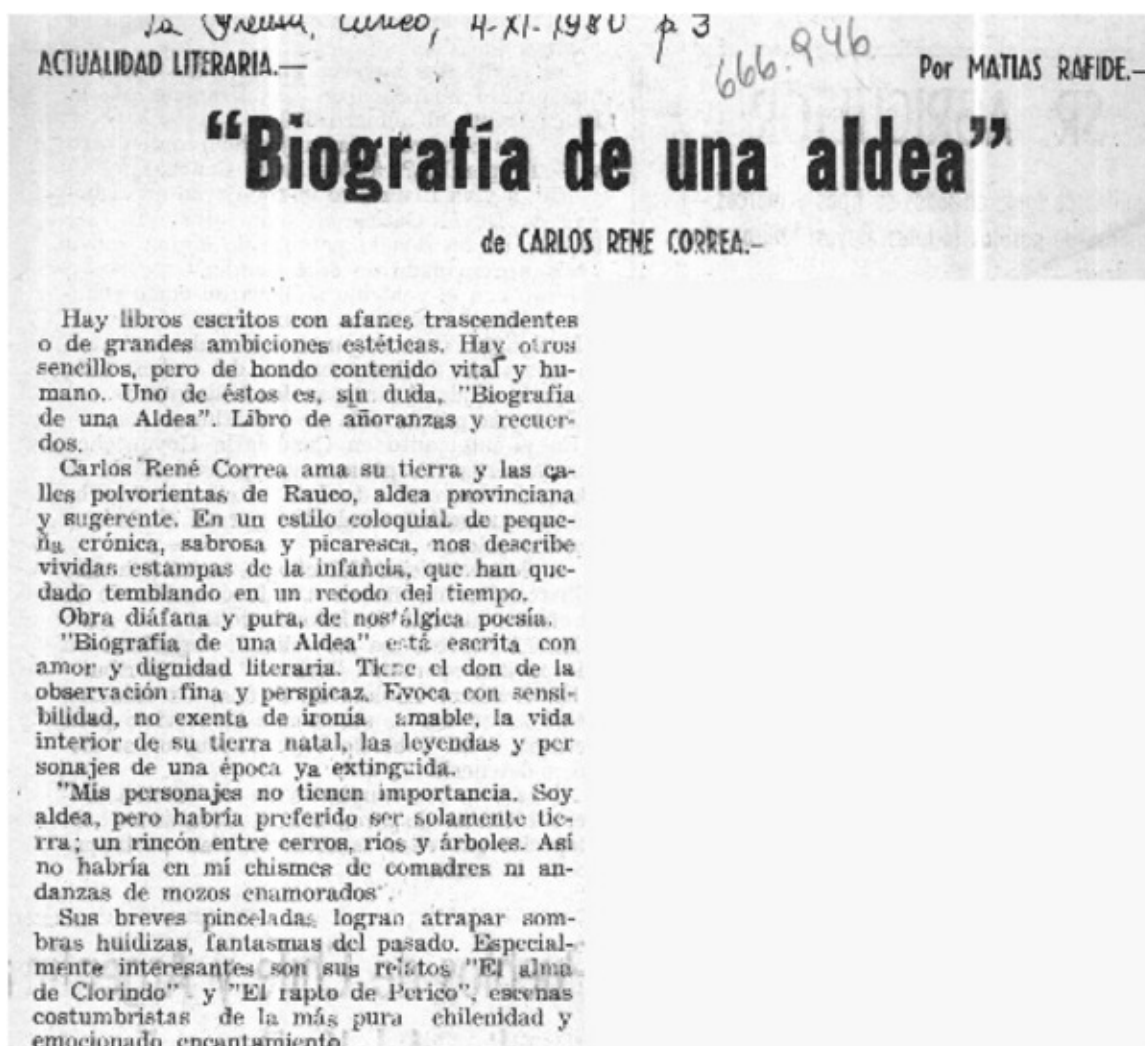 La Prensa, Curicó, 4-XI-1980 p 3
666.946
ACTUALIDAD LITERARIA.—
Por MATIAS RAFIDE.—
“Biografía de una aldea”
de CARLOS RENE CORREA.—
Hay libros escritos con afanes trascendentes
o de grandes ambiciones estéticas. Hay otros
sencillos, pero de hondo contenido vital y hu-
mano. Uno de éstos es, sin duda, "Biografía
de una Aldea". Libro de añoranzas y recuer-
dos.
Carlos René Correa ama su tierra y las ca-
lles polvorientas de Rauco, aldea provinciana
y sugerente. En un estilo coloquial de peque-
ña crónica, sabrosa y picaresca, nos describe
vividas estampas de la infancia, que han que-
dado temblando en un recodo del tiempo.
Obra diáfana y pura, de nostálgica poesía.
"Biografía de una Aldea" está escrita con
amor y dignidad literaria. Tiene el don de la
observación fina y perspicaz. Evoca con sensi-
bilidad, no exenta de ironía amable, la vida
interior de su tierra natal, las leyendas y per
sonajes de una época ya extinguida.
"Mis personajes no tienen importancia. Soy
aldea, pero habría preferido ser solamente tie-
rra; un rincón entre cerros, ríos y árboles. Así
no habría en mí chismes de comadres ni an-
danzas de mozos enamorados".
Sus breves pinceladas logran atrapar som-
bras huidizas, fantasmas del pasado. Especial-
mente interesantes son sus relatos "El alma
de Clorindo" y "El rapto de Perico", escenas
costumbristas de la más pura chilenidad y
emocionado encantamiento.